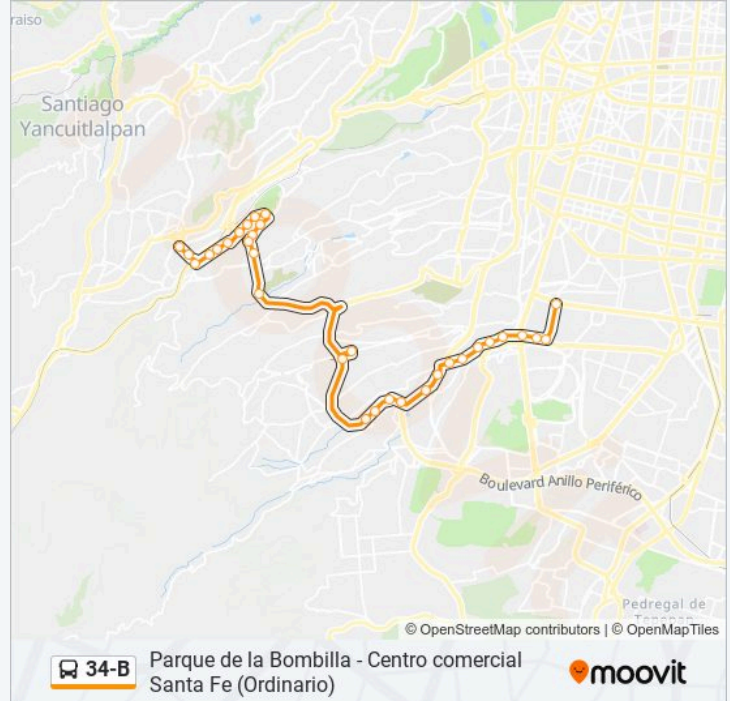 raiso
Santiago
Yancuitlalpan
Boulevard Anillo Periférico
Pedregal de
© OpenStreetMap contributors | © OpenMapTiles
34-B
Parque de la Bombilla - Centro comercial
Santa Fe (Ordinario)
moovit